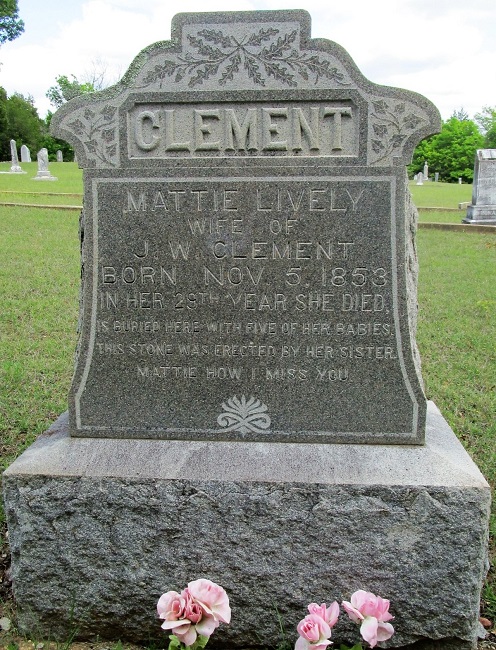 CLEMENT
MATTIE LIVELY
WIFE OF
J. W. CLEMENT
BORN NOV. 5, 1853
IN HER 29TH YEAR SHE DIED,
IS BURIED HERE WITH FIVE OF HER BABIES.
THIS STONE WAS ERECTED BY HER SISTER.
MATTIE HOW I MISS YOU